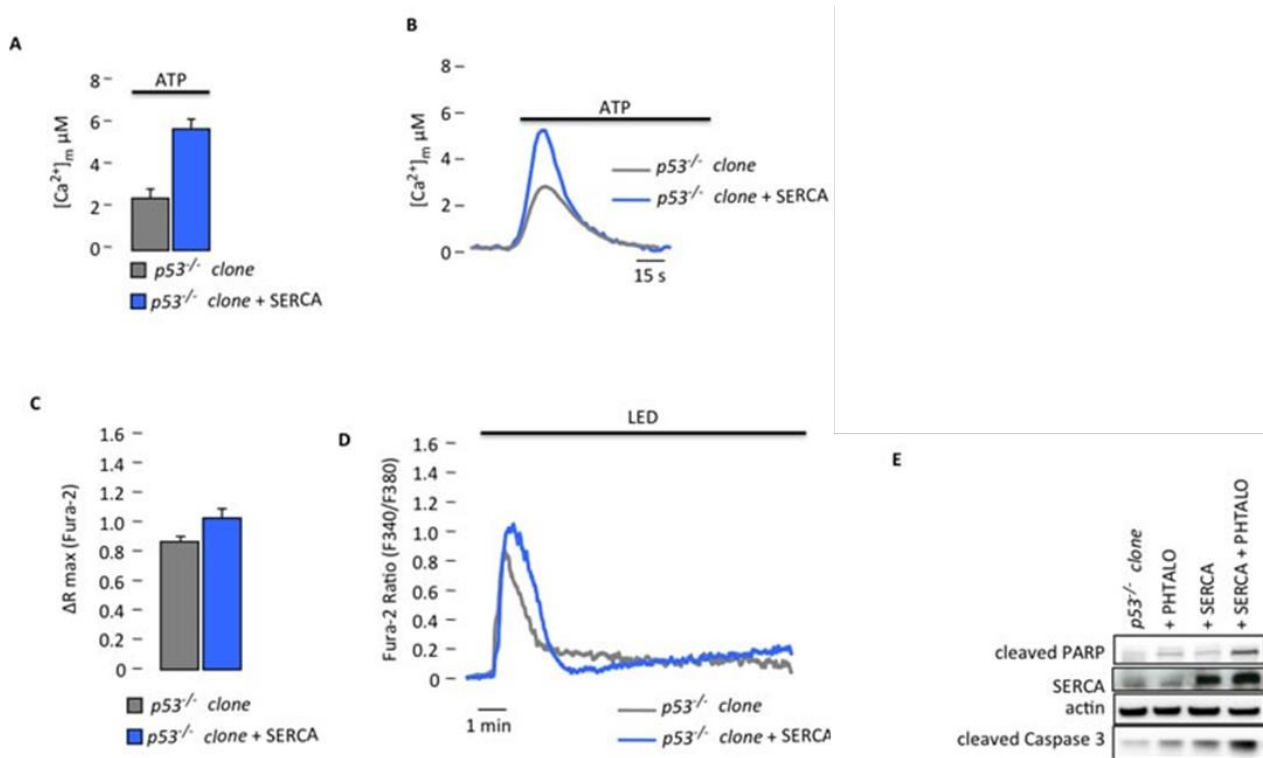 A
8
6
4
2
0
[Ca2+]m µM
ATP
p53-/- clone
p53-/- clone + SERCA
B
8
6
4
2
0
[Ca2+]m µM
ATP
p53-/- clone
p53-/- clone + SERCA
15 s
C
1.6
1.4
1.2
1.0
0.8
0.6
0.4
0.2
0
ΔR max (Fura-2)
p53-/- clone
p53-/- clone + SERCA
D
LED
1.6
1.4
1.2
1.0
0.8
0.6
0.4
0.2
0
Fura-2 Ratio (F340/F380)
1 min
p53-/- clone
p53-/- clone + SERCA
E
p53-/- clone
+ PHTALO
+ SERCA
+ SERCA + PHTALO
cleaved PARP
SERCA
actin
cleaved Caspase 3